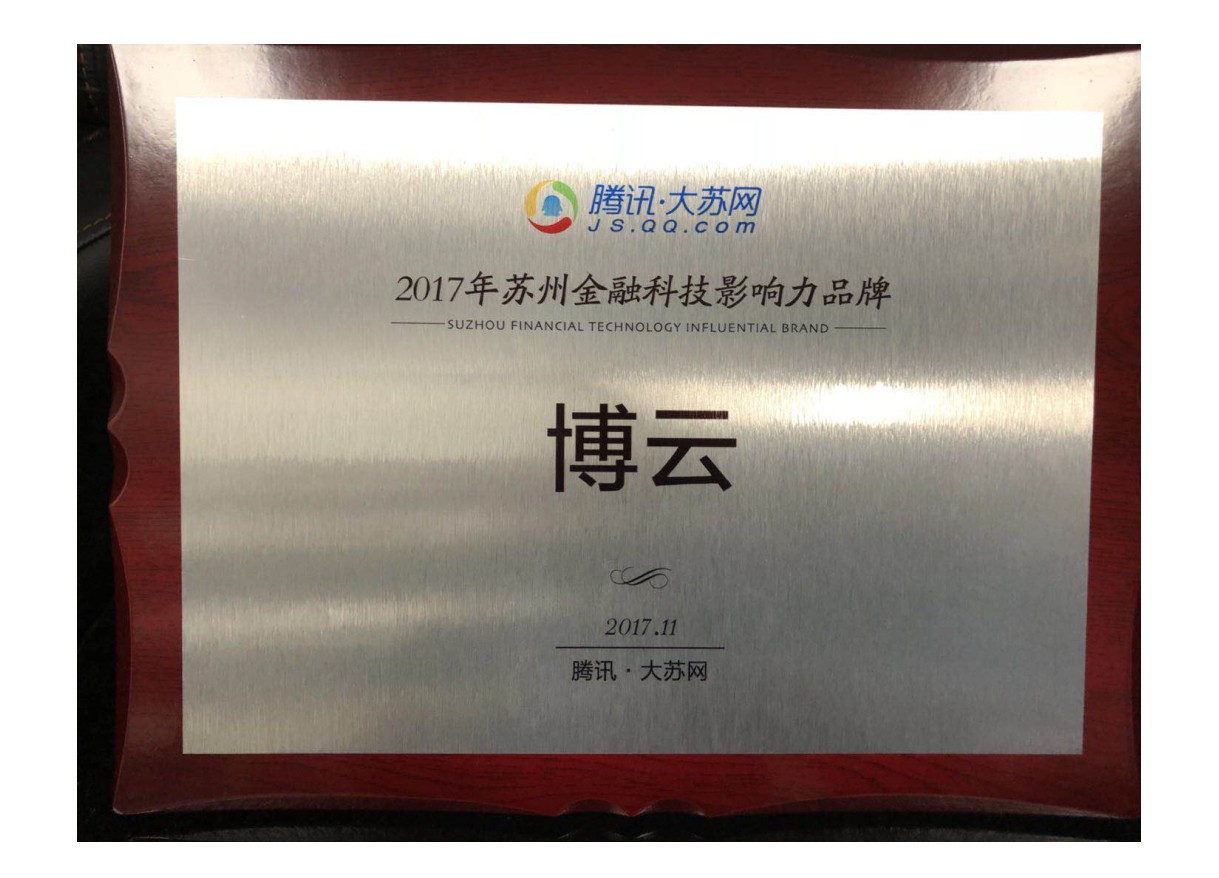 腾讯·大苏网
JS.QQ.com
2017年苏州金融科技影响力品牌
SUZHOU FINANCIAL TECHNOLOGY INFLUENTIAL BRAND
博云
2017.11
腾讯·大苏网